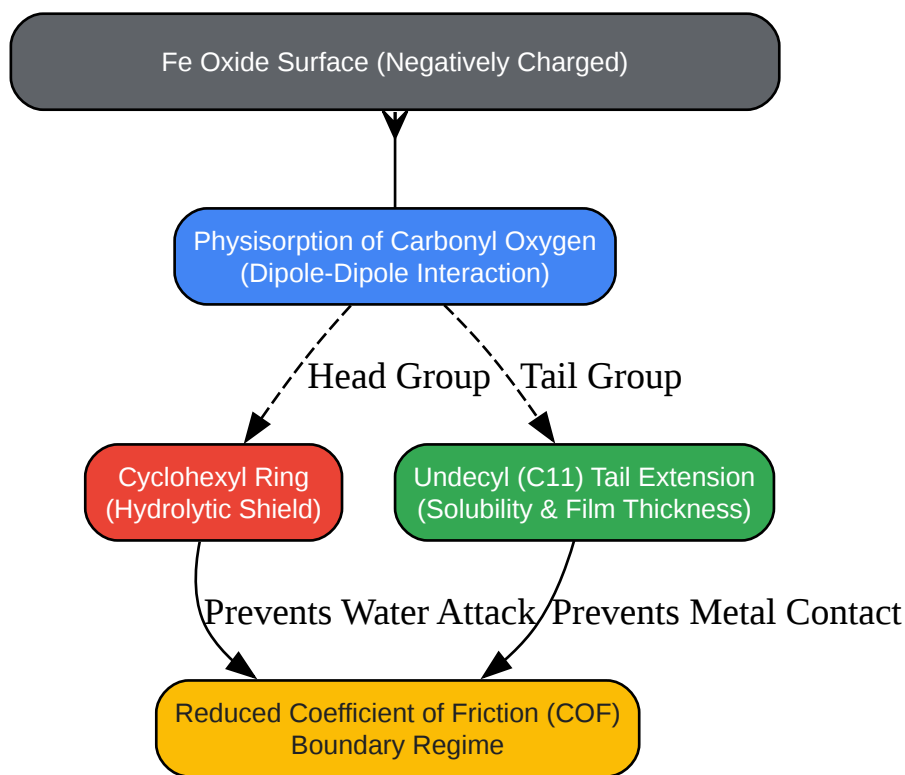 Fe Oxide Surface (Negatively Charged)
Physisorption of Carbonyl Oxygen
(Dipole-Dipole Interaction)
Head Group
Tail Group
Cyclohexyl Ring
(Hydrolytic Shield)
Undecyl (C11) Tail Extension
(Solubility & Film Thickness)
Prevents Water Attack
Prevents Metal Contact
Reduced Coefficient of Friction (COF)
Boundary Regime